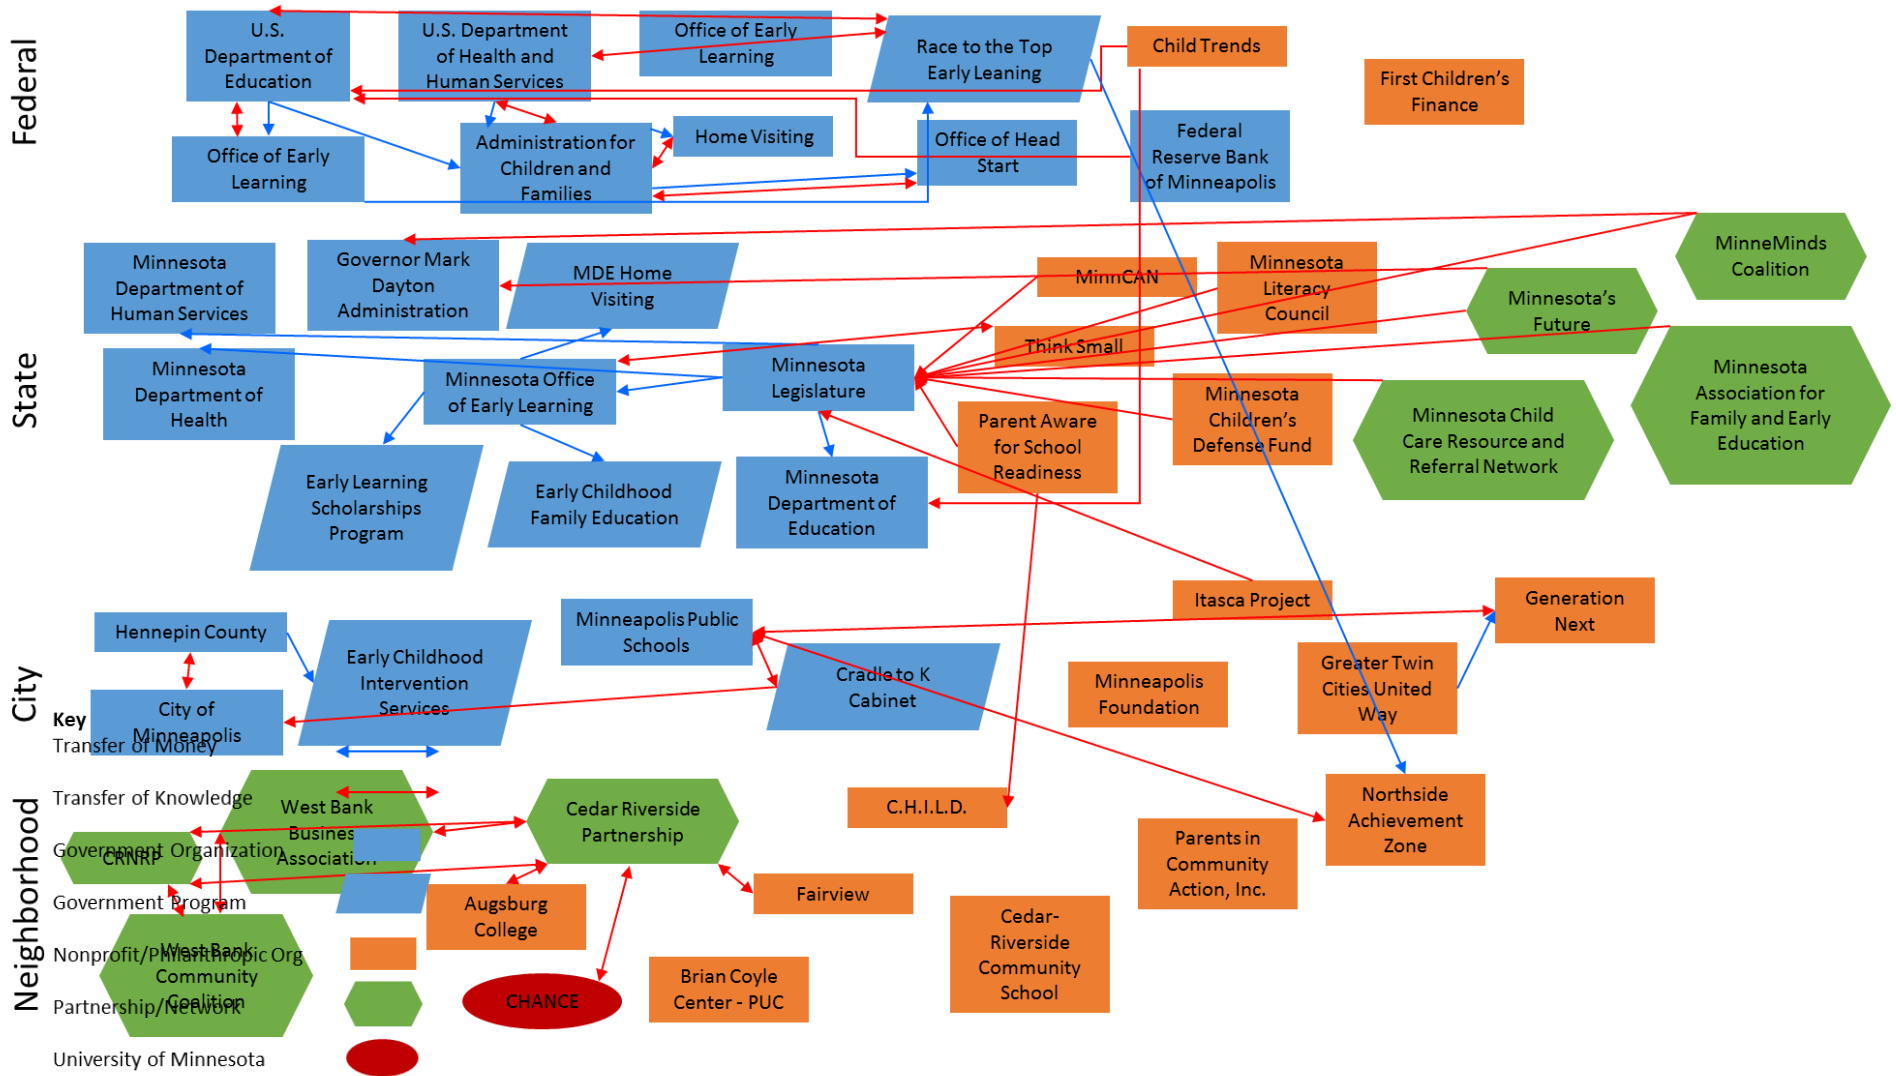 Federal
U.S.
Department of
Education
U.S. Department
of Health and
Human Services
Office of Early
Learning
Race to the Top
Early Leaning
Child Trends
First Children's
Finance
Office of Early
Learning
Administration for
Children and
Families
Home Visiting
Office of Head
Start
Federal
Reserve Bank
of Minneapolis
State
Minnesota
Department of
Human Services
Governor Mark
Dayton
Administration
MDE Home
Visiting
MinnCAN
Minnesota
Literacy
Council
Minnesota's
Future
MinneMinds
Coalition
Minnesota
Department of
Health
Minnesota Office
of Early Learning
Minnesota
Legislature
Think Small
Parent Aware
for School
Readiness
Minnesota
Children's
Defense Fund
Minnesota Child
Care Resource and
Referral Network
Minnesota
Association for
Family and Early
Education
Early Learning
Scholarships
Program
Early Childhood
Family Education
Minnesota
Department of
Education
City
Hennepin County
Early Childhood
Intervention
Services
Minneapolis Public
Schools
Itasca Project
Generation
Next
City of
Minneapolis
Cradle to K
Cabinet
Minneapolis
Foundation
Greater Twin
Cities United
Way
Neighborhood
West Bank
Business
Association
Cedar Riverside
Partnership
C.H.I.L.D.
Northside
Achievement
Zone
CRNRP
Augsburg
College
Fairview
Parents in
Community
Action, Inc.
West Bank
Community
Coalition
CHANCE
Brian Coyle
Center - PUC
Cedar-
Riverside
Community
School
Key
Transfer of Money
Transfer of Knowledge
Government Organization
Government Program
Nonprofit/Philanthropic Org
Partnership/Network
University of Minnesota